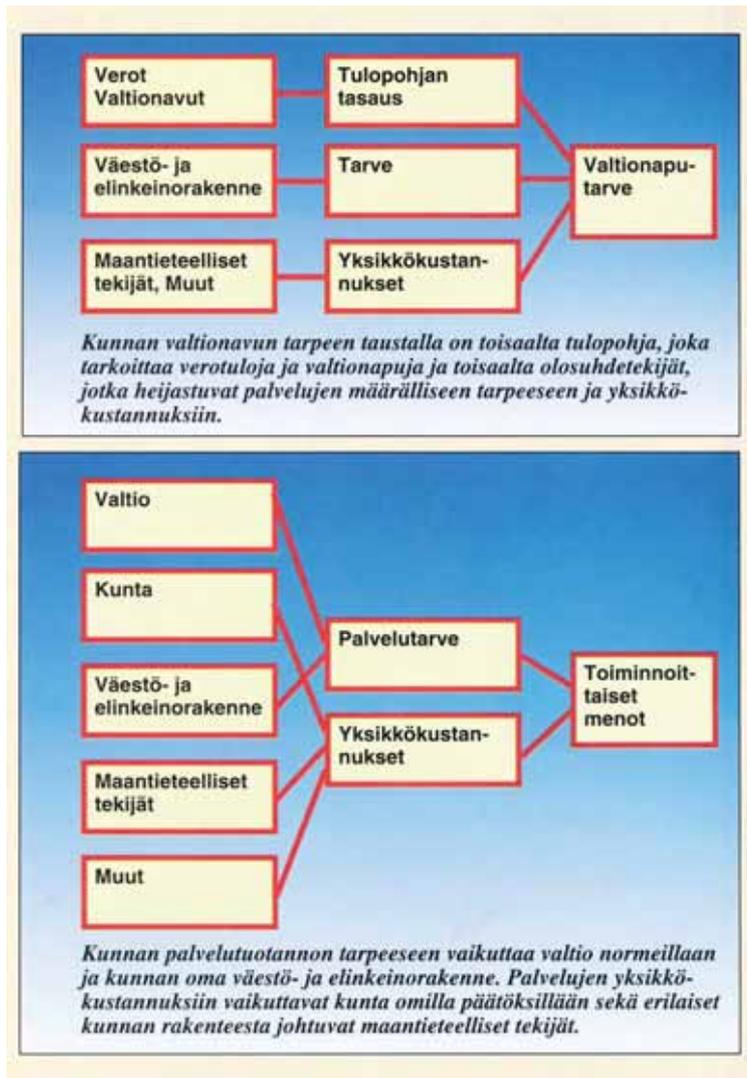 Verot
Valtionavut
Tulopohjan
tasaus
Väestö- ja
elinkeinorakenne
Tarve
Valtionapu-
tarve
Maantieteelliset
tekijät, Muut
Yksikkökustan-
nukset
Kunnan valtionavun tarpeen taustalla on toisaalta tulopohja, joka
tarkoittaa verotuloja ja valtionapuja ja toisaalta olosuhdetekijät,
jotka heijastuvat palvelujen määrälliseen tarpeeseen ja yksikkö-
kustannuksiin.
Valtio
Kunta
Palvelutarve
Väestö- ja
elinkeinorakenne
Toiminnoit-
taiset
menot
Yksikkökustan-
nukset
Maantieteelliset
tekijät
Muut
Kunnan palvelutuotannon tarpeeseen vaikuttaa valtio normeillaan
ja kunnan oma väestö- ja elinkeinorakenne. Palvelujen yksikkö-
kustannuksiin vaikuttavat kunta omilla päätöksillään sekä erilaiset
kunnan rakenteesta johtuvat maantieteelliset tekijät.